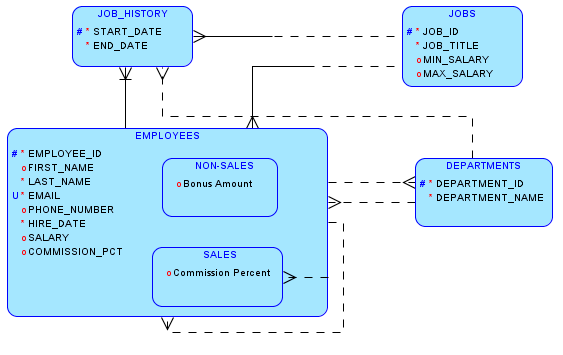 JOB_HISTORY
# * START_DATE
* END_DATE
JOBS
# * JOB_ID
* JOB_TITLE
o MIN_SALARY
o MAX_SALARY
EMPLOYEES
# * EMPLOYEE_ID
o FIRST_NAME
* LAST_NAME
U * EMAIL
o PHONE_NUMBER
* HIRE_DATE
o SALARY
o COMMISSION_PCT
NON-SALES
o Bonus Amount
SALES
o Commission Percent
DEPARTMENTS
# * DEPARTMENT_ID
* DEPARTMENT_NAME